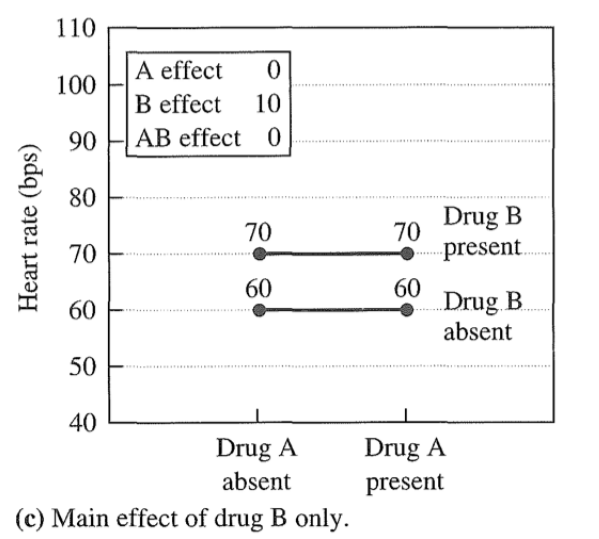 110
100
90
80
70
60
50
40
Heart rate (bps)
A effect 0
B effect 10
AB effect 0
70 70
Drug B
present
60 60
Drug B
absent
Drug A
absent
Drug A
present
(c) Main effect of drug B only.